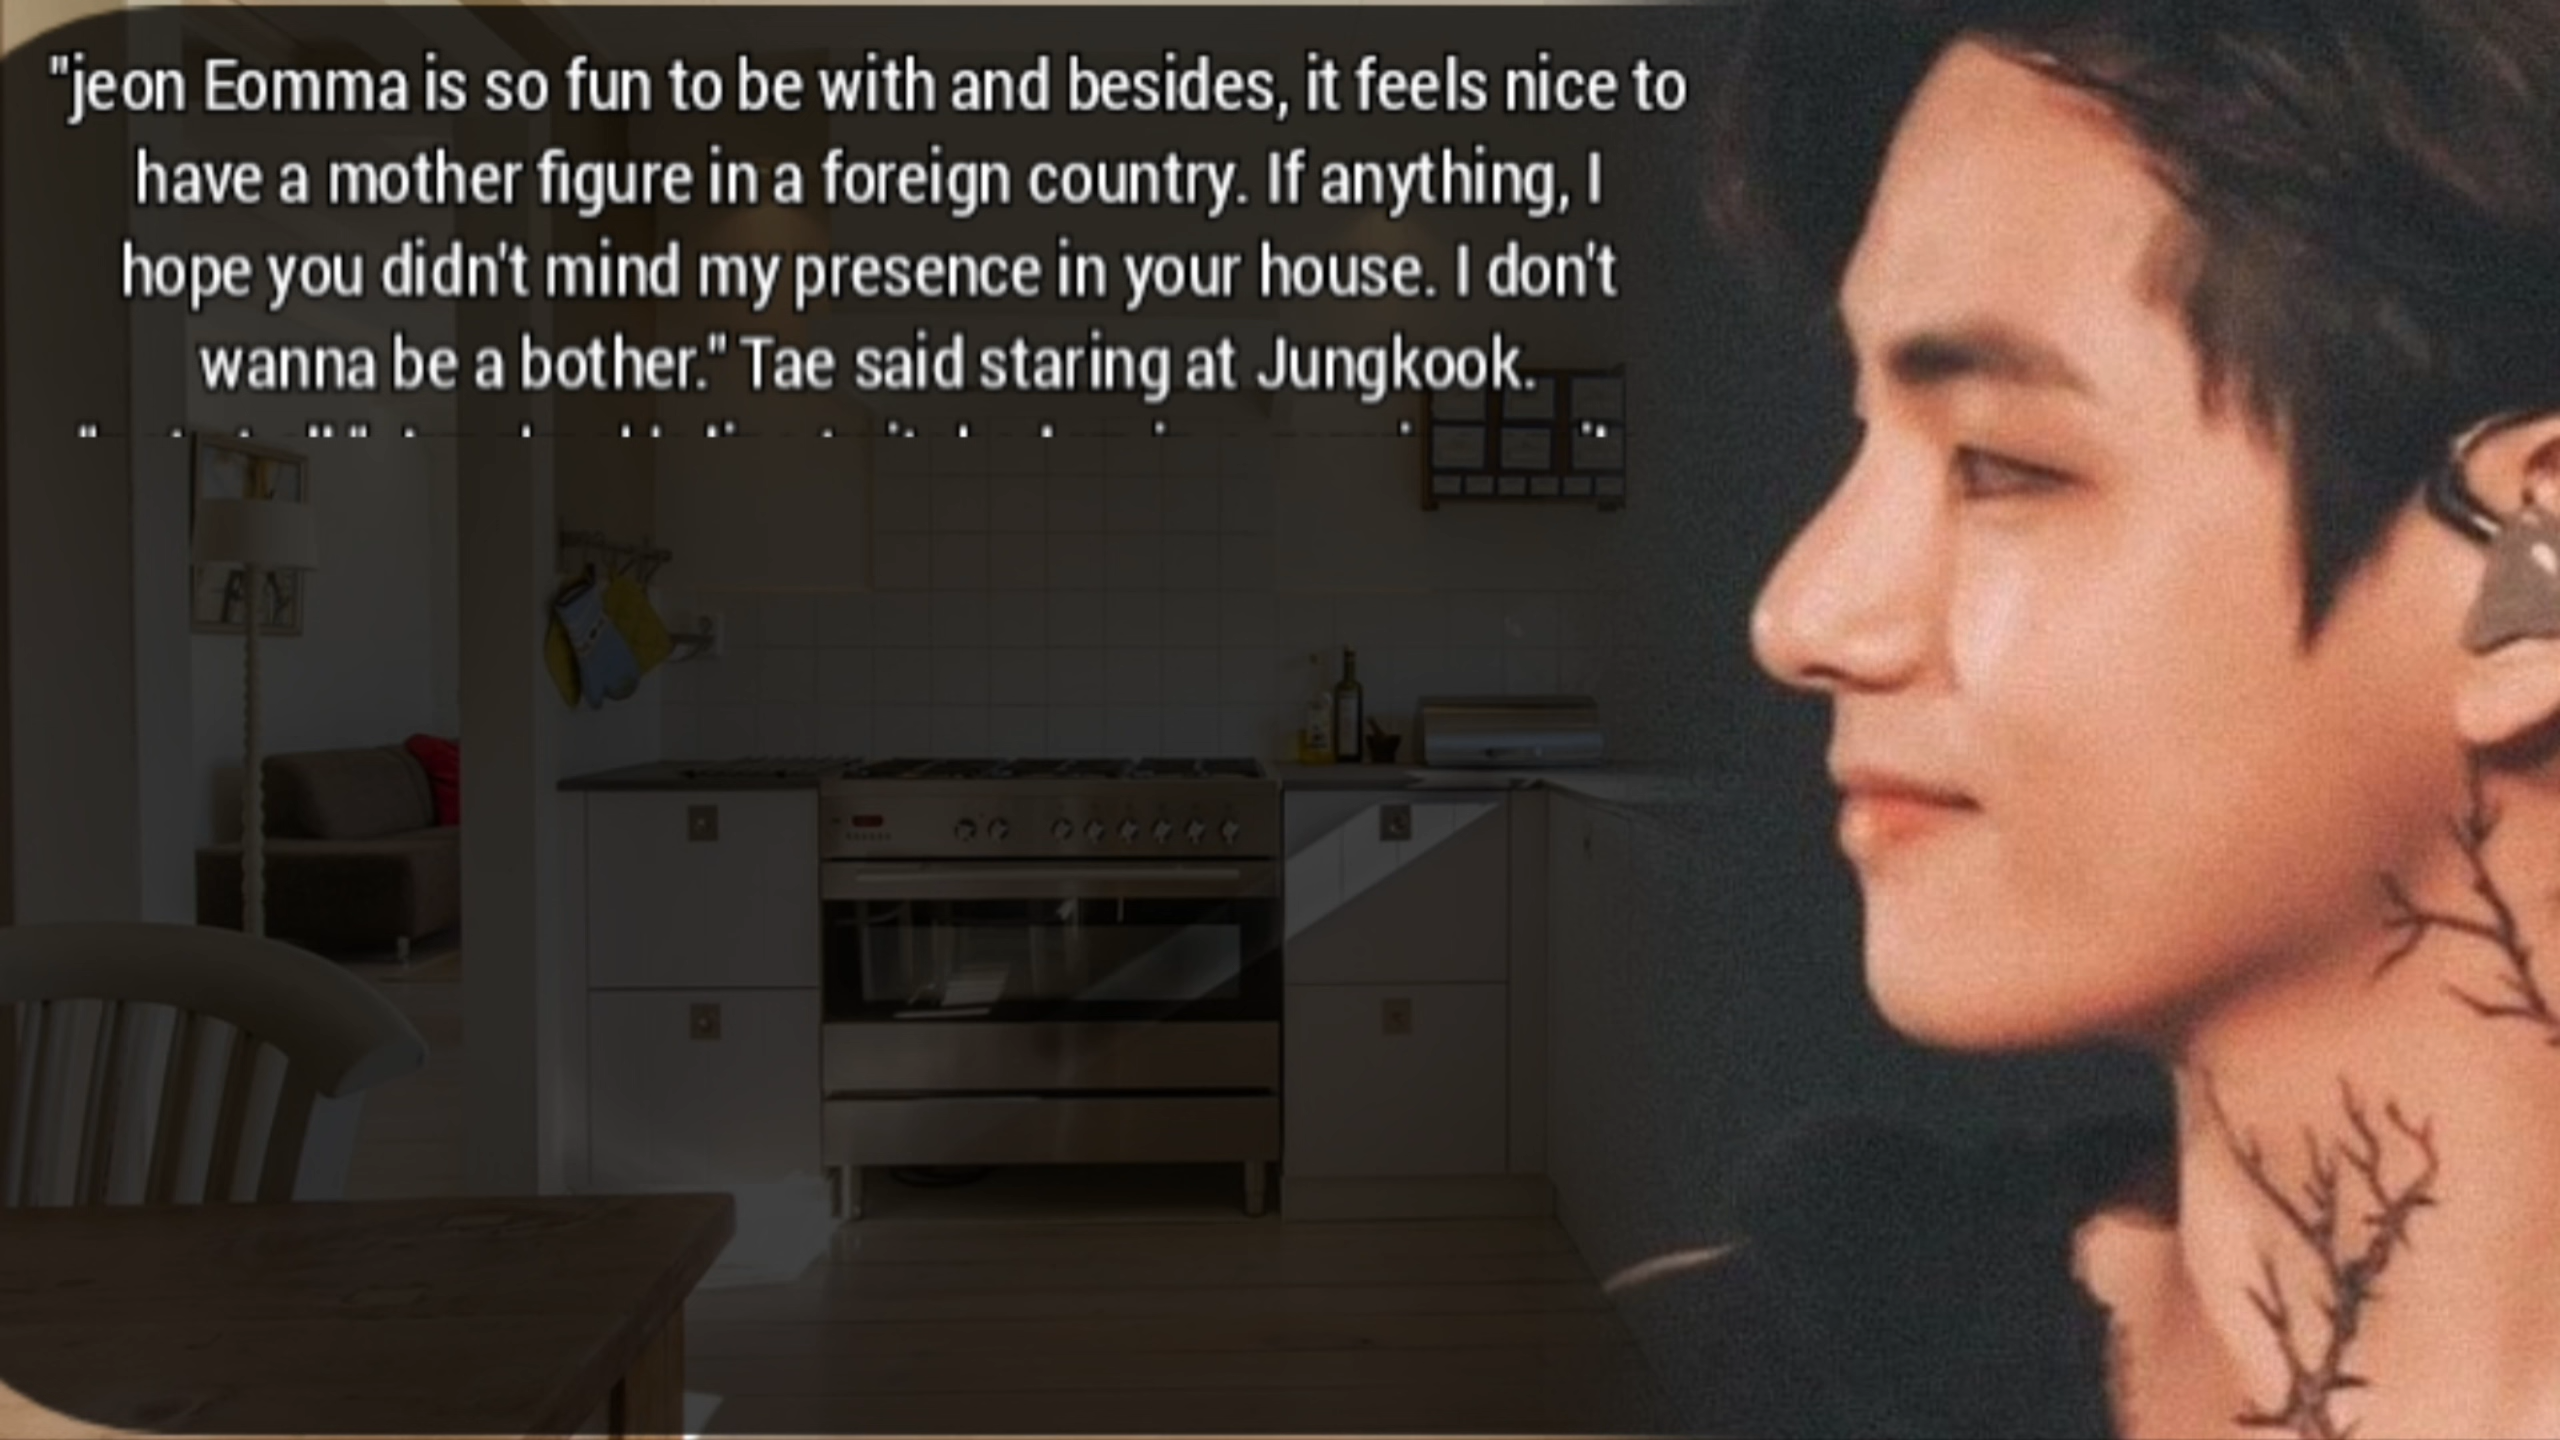 "jeon Eomma is so fun to be with and besides, it feels nice to
have a mother figure in a foreign country. If anything, I
hope you didn't mind my presence in your house. I don't
wanna be a bother." Tae said staring at Jungkook.